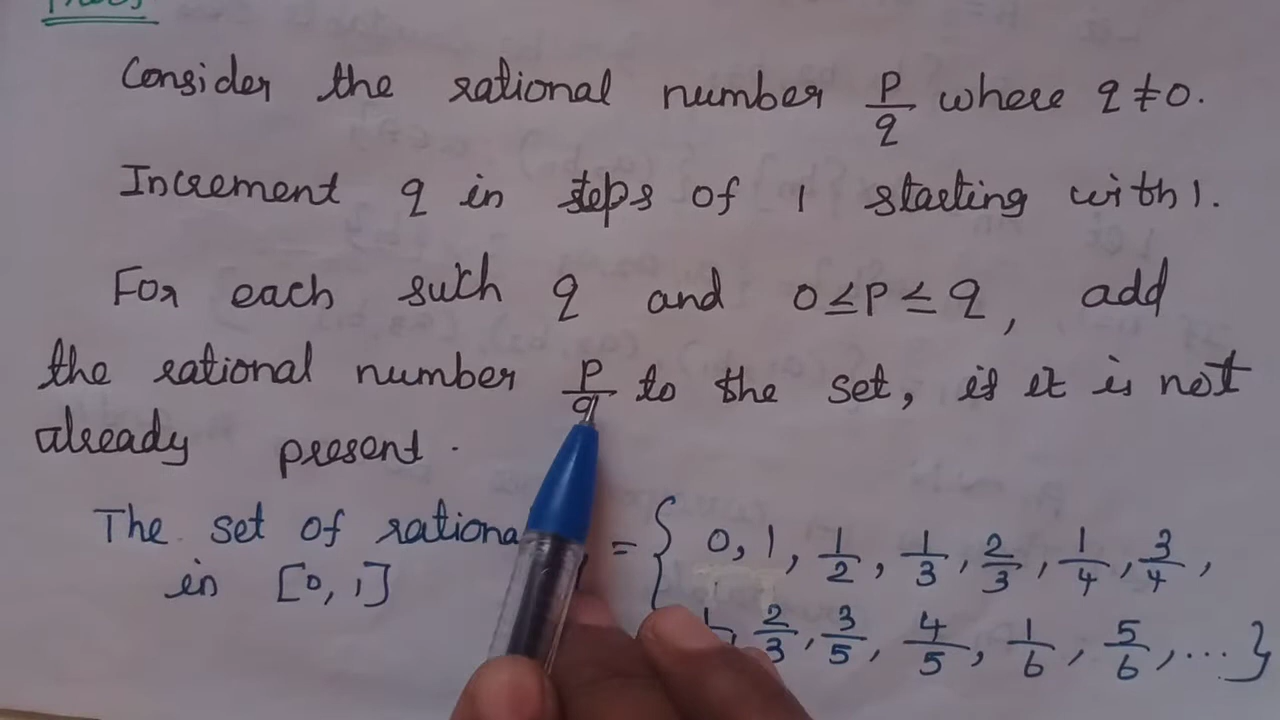 Consider the rational number p/q where q≠0.
Increment q in steps of 1 starting with 1.
For each such q and 0≤p≤q, add
the rational number p/q to the set, if it is not
already present.
The set of rationa = { 0, 1, 1/2, 1/3, 2/3, 1/4, 3/4,
in [0, 1]
2/3, 3/5, 4/5, 1/6, 5/6, ... }